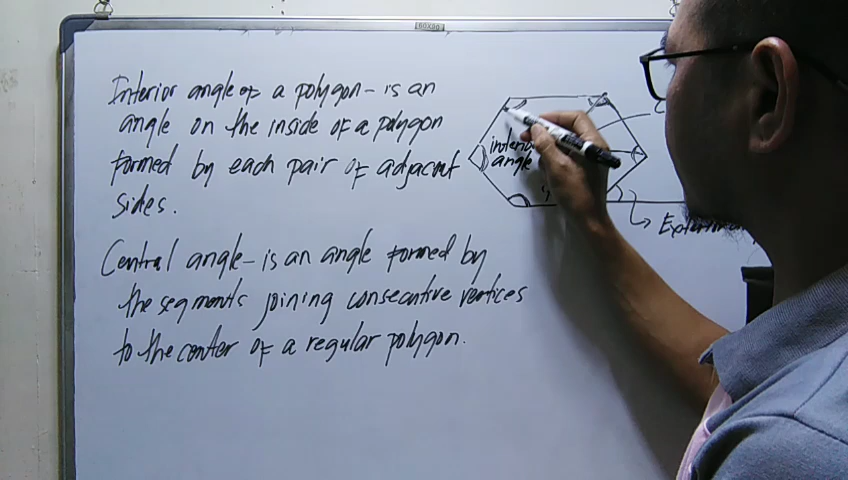 Interior angle of a polygon - is an
angle on the inside of a polygon
formed by each pair of adjacent
sides.
Central angle - is an angle formed by
the segments joining consecutive vertices
to the center of a regular polygon.
angle